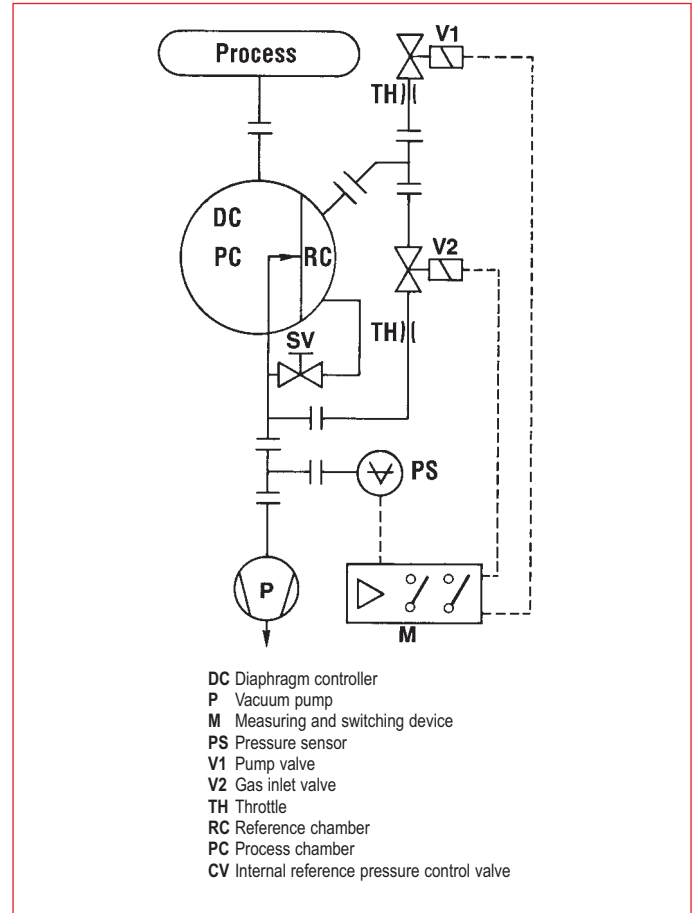 Process
V1
TH
DC
PC
RC
V2
TH
SV
PS
P
M
DC Diaphragm controller
P Vacuum pump
M Measuring and switching device
PS Pressure sensor
V1 Pump valve
V2 Gas inlet valve
TH Throttle
RC Reference chamber
PC Process chamber
CV Internal reference pressure control valve